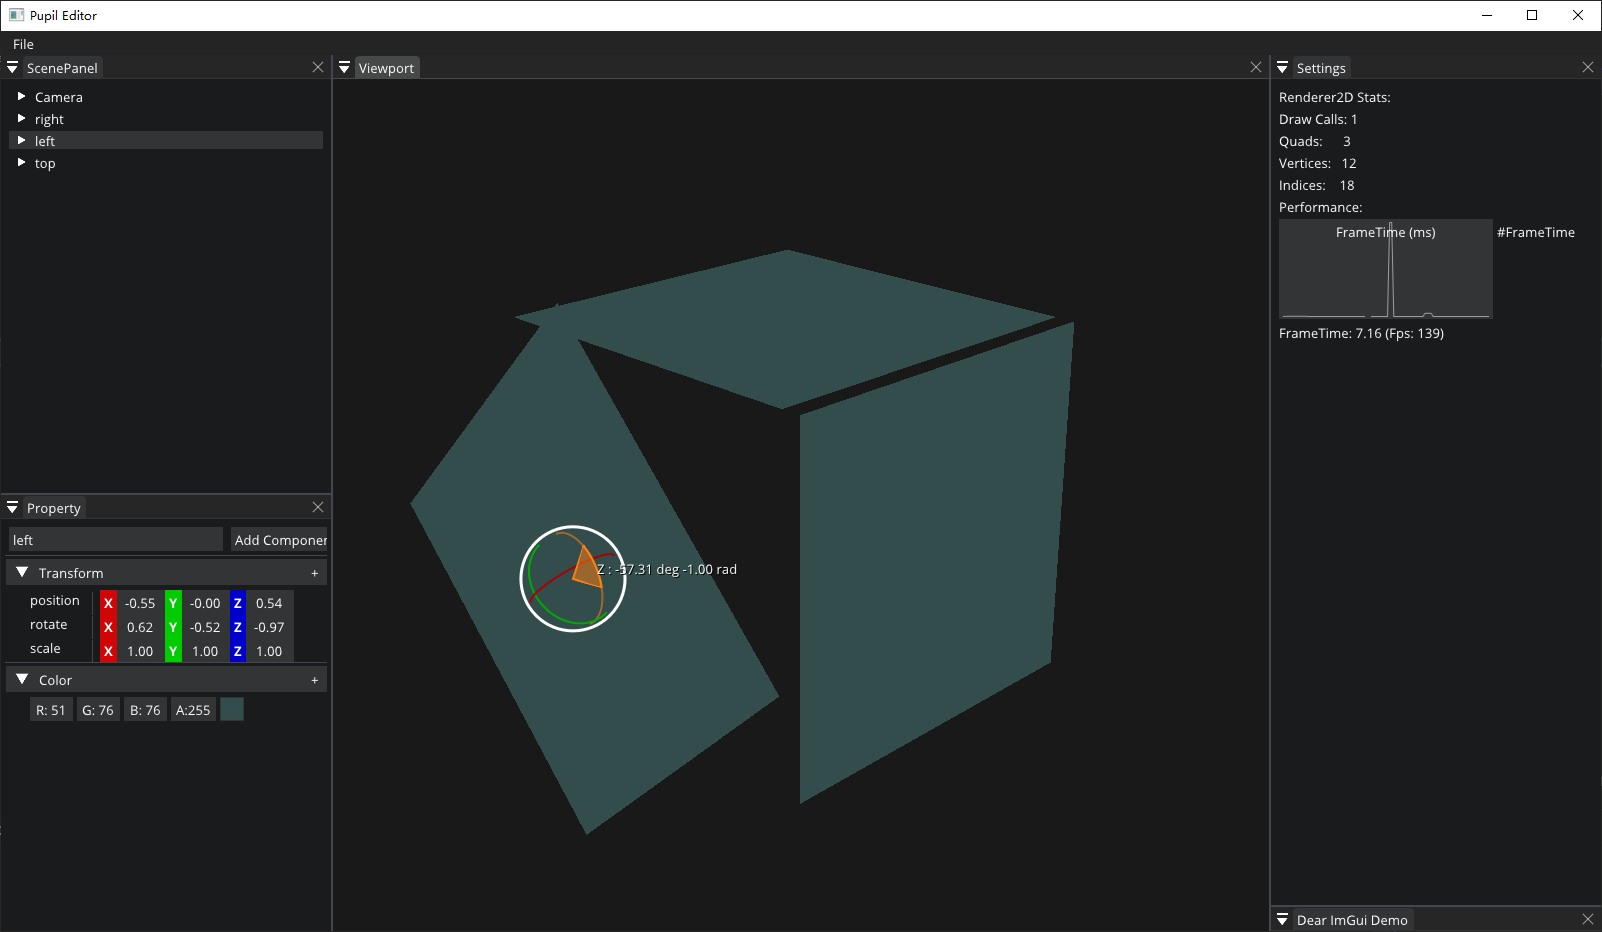 Pupil Editor
File
ScenePanel
Camera
right
left
top
Property
left Add Componen
Transform +
position X -0.55 Y -0.00 Z 0.54
rotate X 0.62 Y -0.52 Z -0.97
scale X 1.00 Y 1.00 Z 1.00
Color +
R: 51 G: 76 B: 76 A:255
Viewport
Z : -57.31 deg -1.00 rad
Settings
Renderer2D Stats:
Draw Calls: 1
Quads: 3
Vertices: 12
Indices: 18
Performance:
FrameTime (ms) #FrameTime
FrameTime: 7.16 (Fps: 139)
Dear ImGui Demo